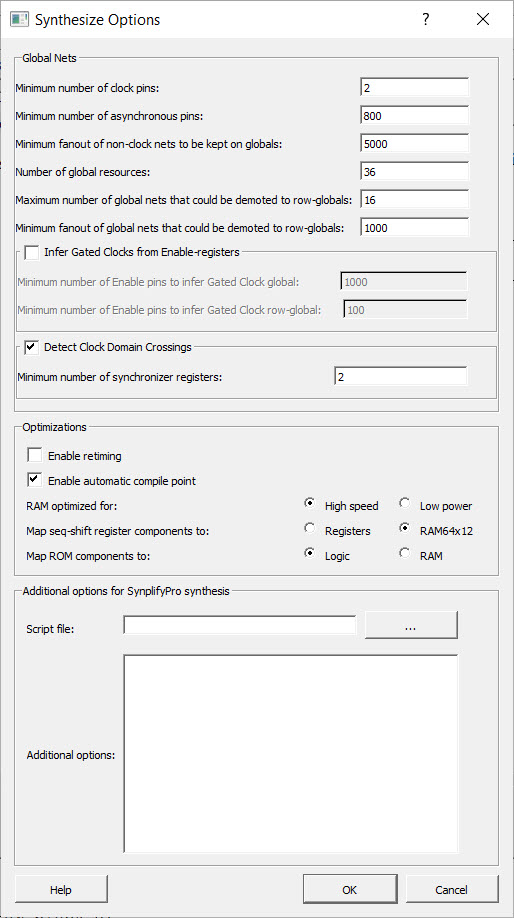 Synthesize Options ?
Global Nets
Minimum number of clock pins: 2
Minimum number of asynchronous pins: 800
Minimum fanout of non-clock nets to be kept on globals: 5000
Number of global resources: 36
Maximum number of global nets that could be demoted to row-globals: 16
Minimum fanout of global nets that could be demoted to row-globals: 1000
Infer Gated Clocks from Enable-registers
Minimum number of Enable pins to infer Gated Clock global: 1000
Minimum number of Enable pins to infer Gated Clock row-global: 100
Detect Clock Domain Crossings
Minimum number of synchronizer registers: 2
Optimizations
Enable retiming
Enable automatic compile point
RAM optimized for: High speed Low power
Map seq-shift register components to: Registers RAM64x12
Map ROM components to: Logic RAM
Additional options for SynplifyPro synthesis
Script file: ...
Additional options:
Help OK Cancel